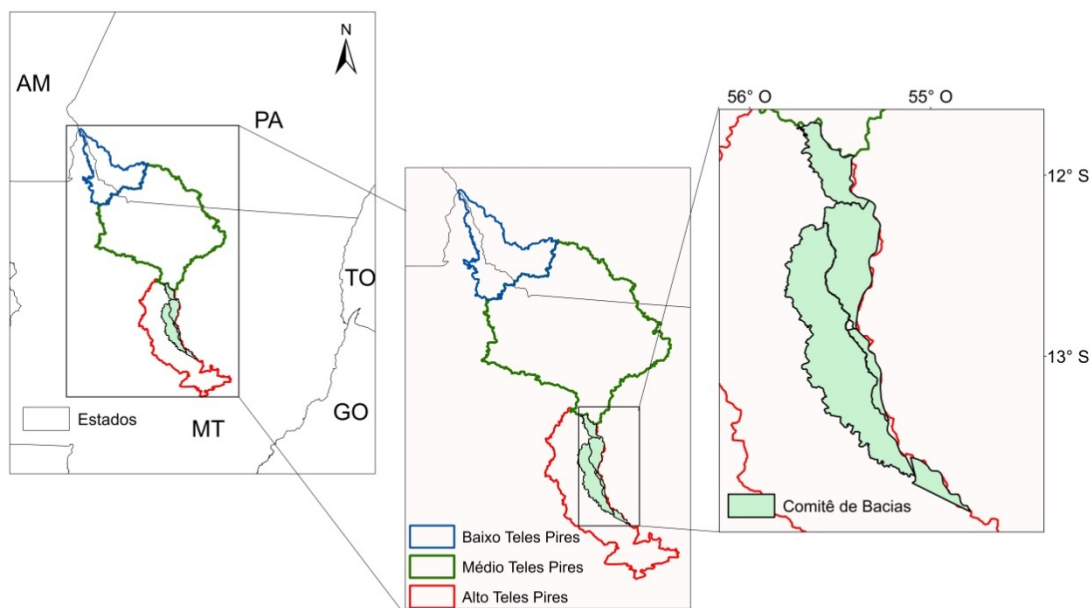 N
AM
PA
TO
GO
MT
Estados
Baixo Teles Pires
Médio Teles Pires
Alto Teles Pires
56° O
55° O
12° S
13° S
Comitê de Bacias